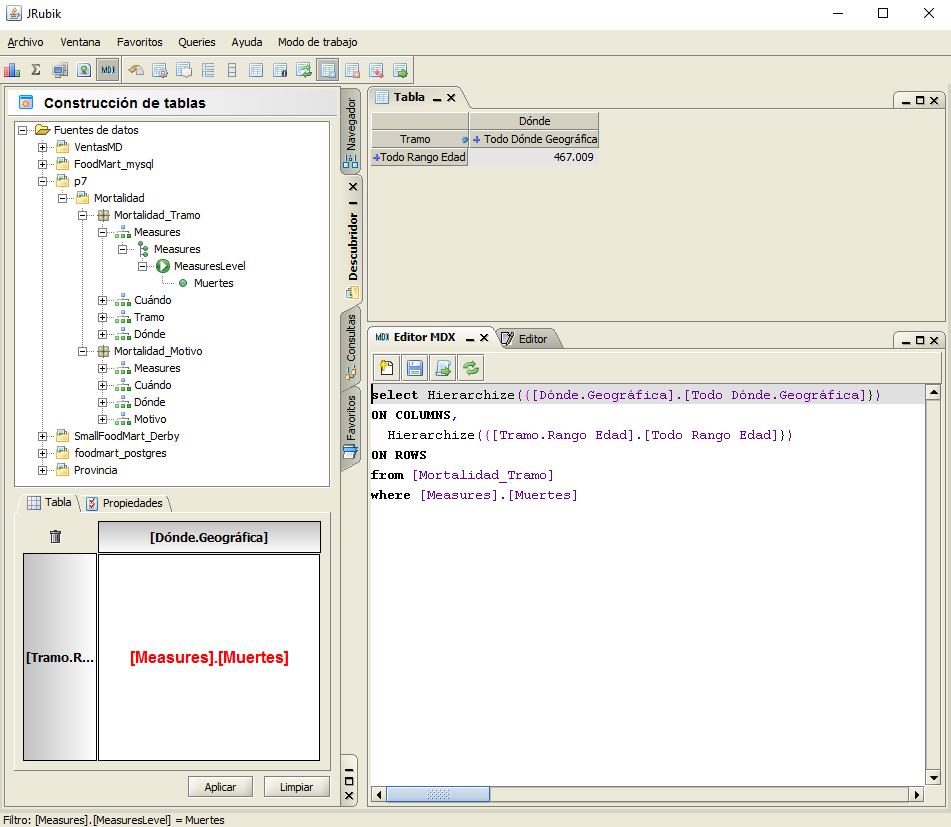 JRubik
Archivo Ventana Favoritos Queries Ayuda Modo de trabajo
MDX
Construcción de tablas
Fuentes de datos
VentasMD
FoodMart_mysql
p7
Mortalidad
Mortalidad_Tramo
Measures
Measures
MeasuresLevel
Muertes
Cuándo
Tramo
Dónde
Mortalidad_Motivo
Measures
Cuándo
Dónde
Motivo
SmallFoodMart_Derby
foodmart_postgres
Provincia
Tabla Propiedades
[Dónde.Geográfica]
[Tramo.R...
[Measures].[Muertes]
Aplicar Limpiar
Navegador
Descubridor
Consultas
Favoritos
Tabla
Dónde
Tramo Todo Dónde Geográfica
Todo Rango Edad 467.009
MDX Editor MDX Editor
select Hierarchize({[Dónde.Geográfica].[Todo Dónde.Geográfica]})
ON COLUMNS,
Hierarchize({[Tramo.Rango Edad].[Todo Rango Edad]})
ON ROWS
from [Mortalidad_Tramo]
where [Measures].[Muertes]
Filtro: [Measures].[MeasuresLevel] = Muertes